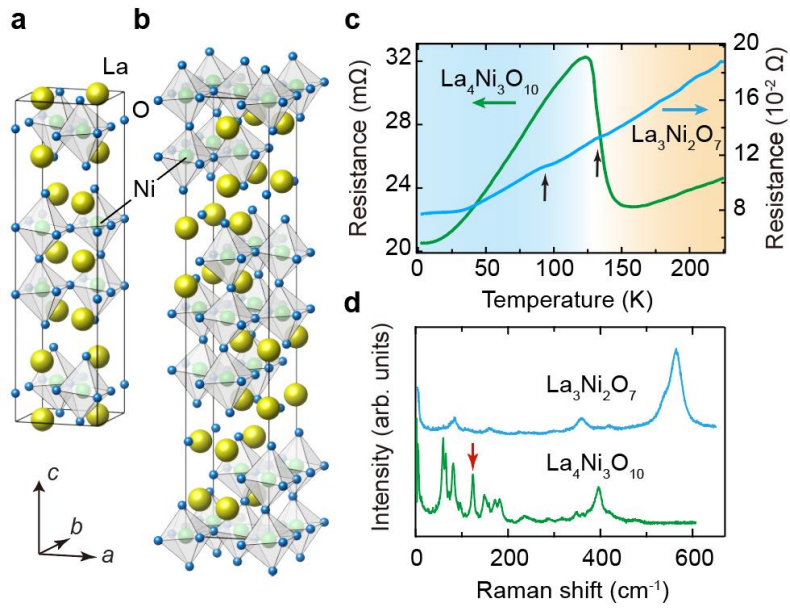 a
b
c
d
La
O
Ni
c
b
a
La₄Ni₃O₁₀
La₃Ni₂O₇
32
28
24
20
Resistance (mΩ)
20
16
12
8
Resistance (10⁻² Ω)
0 50 100 150 200
Temperature (K)
La₃Ni₂O₇
La₄Ni₃O₁₀
Intensity (arb. units)
0 200 400 600
Raman shift (cm⁻¹)